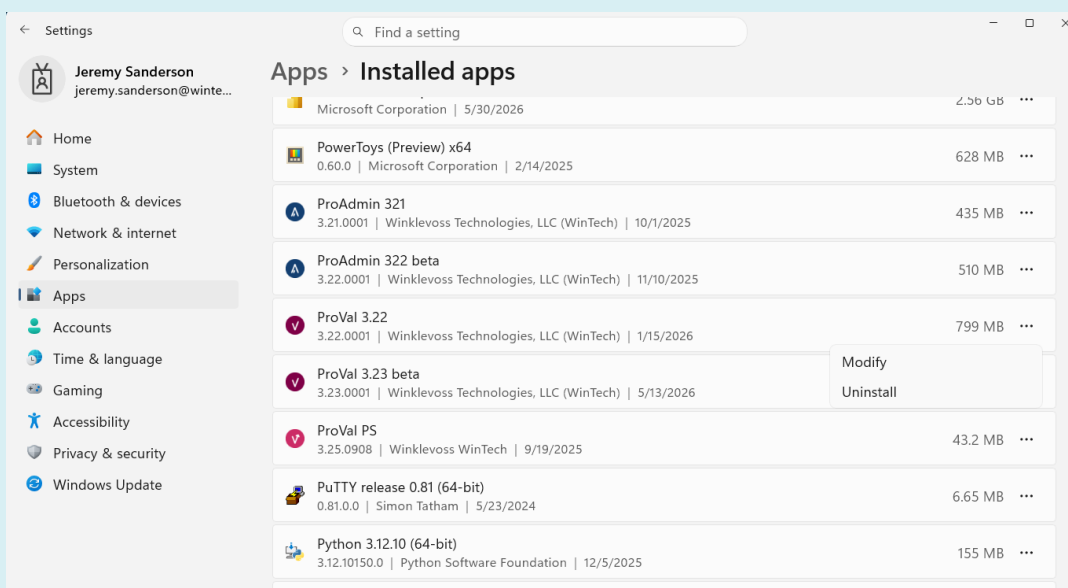 Settings
Find a setting
Jeremy Sanderson
jeremy.sanderson@winte...
Home
System
Bluetooth & devices
Network & internet
Personalization
Apps
Accounts
Time & language
Gaming
Accessibility
Privacy & security
Windows Update
Apps › Installed apps
Microsoft Corporation | 5/30/2026
2.56 GB
PowerToys (Preview) x64
0.60.0 | Microsoft Corporation | 2/14/2025
628 MB
ProAdmin 321
3.21.0001 | Winklevoss Technologies, LLC (WinTech) | 10/1/2025
435 MB
ProAdmin 322 beta
3.22.0001 | Winklevoss Technologies, LLC (WinTech) | 11/10/2025
510 MB
ProVal 3.22
3.22.0001 | Winklevoss Technologies, LLC (WinTech) | 1/15/2026
799 MB
Modify
Uninstall
ProVal 3.23 beta
3.23.0001 | Winklevoss Technologies, LLC (WinTech) | 5/13/2026
ProVal PS
3.25.0908 | Winklevoss WinTech | 9/19/2025
43.2 MB
PuTTY release 0.81 (64-bit)
0.81.0.0 | Simon Tatham | 5/23/2024
6.65 MB
Python 3.12.10 (64-bit)
3.12.10150.0 | Python Software Foundation | 12/5/2025
155 MB